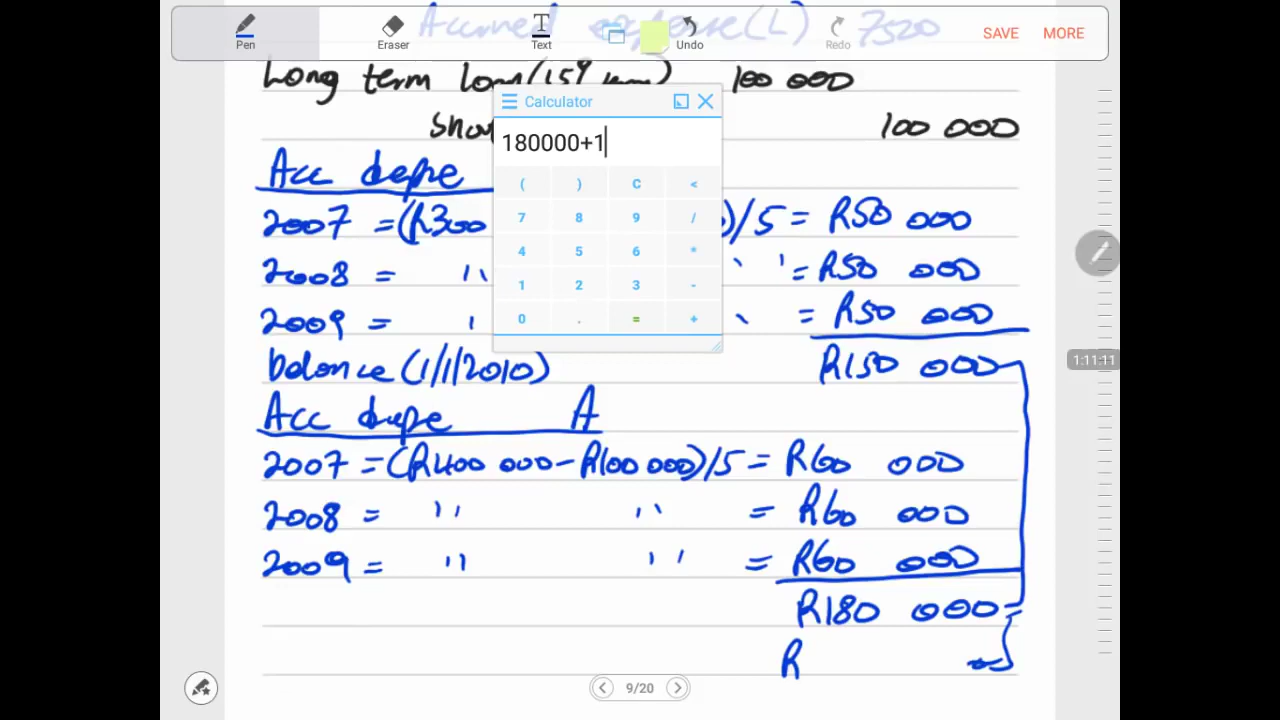 Accrued expense(L) 7520
Pen
Eraser
Text
Undo
Redo
SAVE
MORE
Long term loan(15% 100 000
100 000
Calculator
180000+1
( ) C <
7 8 9 /
4 5 6 *
1 2 3 -
0 . = +
Acc depre
2007 =(R300 )/5 = R50 000
2008 = '' ' ' = R50 000
2009 = ' ' = R50 000
balance (1/1/2010) R150 000
Acc depre A
2007 =(R400 000-R100 000)/5 = R60 000
2008 = '' '' = R60 000
2009 = '' '' = R60 000
R180 000
R
1:11:11
9/20